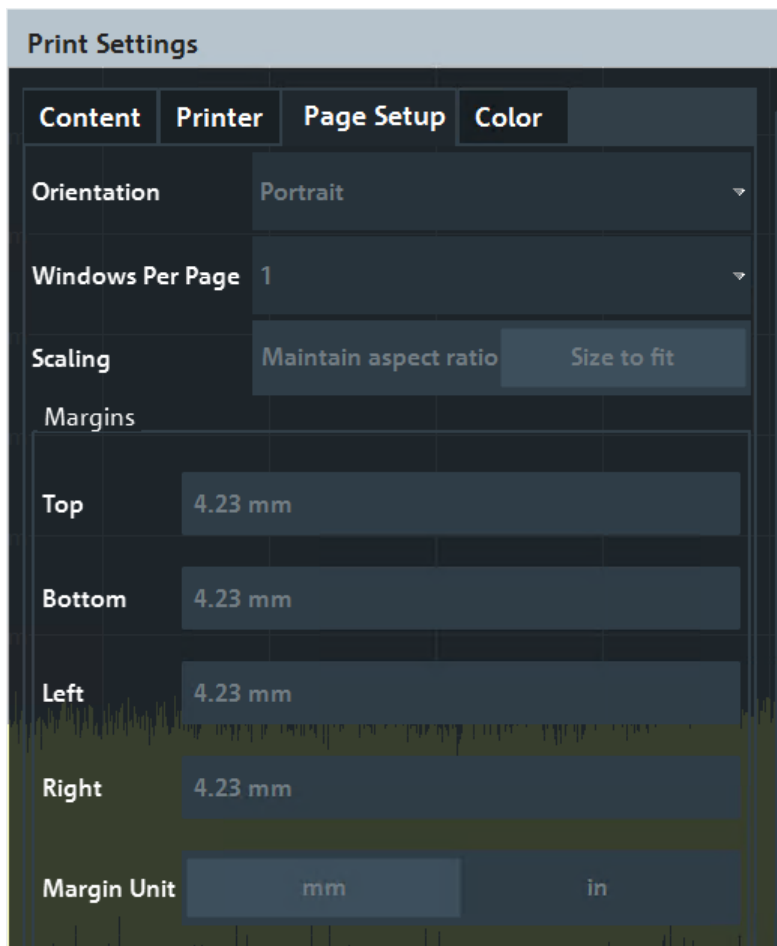 Print Settings
Content Printer Page Setup Color
Orientation Portrait
Windows Per Page 1
Scaling Maintain aspect ratio Size to fit
Margins
Top 4.23 mm
Bottom 4.23 mm
Left 4.23 mm
Right 4.23 mm
Margin Unit mm in